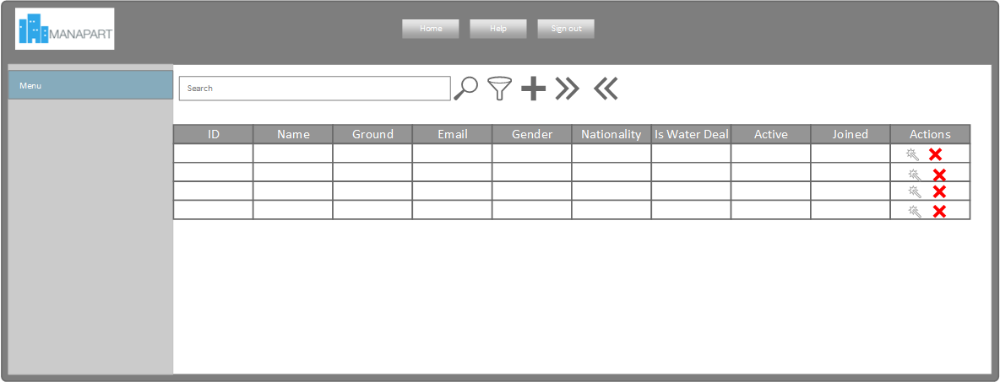 MANAPART
Home Help Sign out
Menu
Search
ID Name Ground Email Gender Nationality Is Water Deal Active Joined Actions